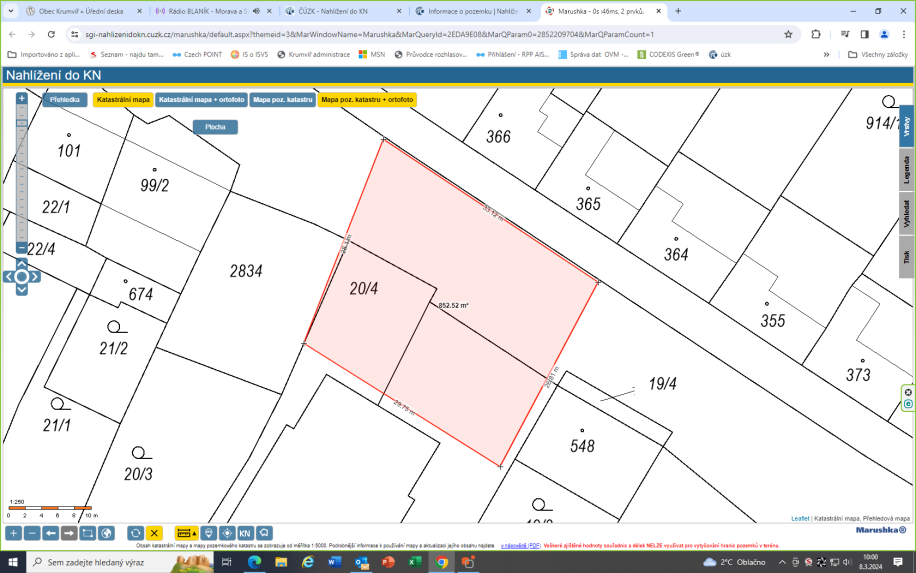 Obec Krumvíř » Úřední deska
Rádio BLANÍK - Morava a S
ČÚZK - Nahlížení do KN
Informace o pozemku | Nahlíže
Marushka - 0s :46ms, 2 prvků.
sgi-nahlizenidokn.cuzk.cz/marushka/default.aspx?themeid=3&MarWindowName=Marushka&MarQueryId=2EDA9E08&MarQParam0=2852209704&MarQParamCount=1
Importováno z apli...
Seznam - najdu tam...
Czech POINT
IS o ISVS
Krumvíř administrace
MSN
Průvodce rozhlasov...
Přihlášení - RPP AIS...
Správa dat OVM -...
CODEXIS Green®
úzk
»
Všechny záložky
Nahlížení do KN
Přehledka
Katastrální mapa
Katastrální mapa + ortofoto
Mapa poz. katastru
Mapa poz. katastru + ortofoto
Plocha
Vrstvy
Legenda
Vyhledat
Tisk
366
101
99/2
365
22/1
364
22/4
2834
674
20/4
852.52 m²
355
21/2
373
19/4
29.75 m
21/1
548
20/3
1:250
0 2 4 6 8 10 m
KN
Leaflet | Katastrální mapa, Přehledová mapa
Marushka®
Obsah katastrální mapy a mapy pozemkového katastru se zobrazuje od měřítka 1:5000. Podrobnější informace k používání mapy a aktualizaci jejího obsahu najdete v nápovědě (PDF). Veškeré zjištěné hodnoty souřadnic a délek NELZE využívat pro vytyčování hranic pozemků v terénu.
Sem zadejte hledaný výraz
2°C Oblačno
10:00
8.3.2024